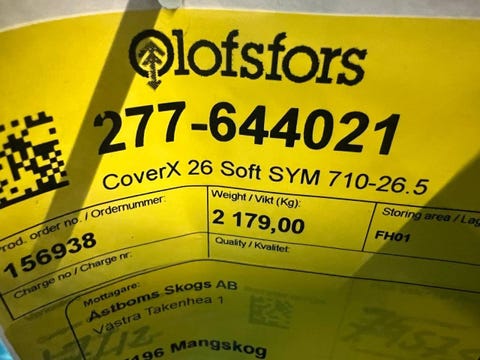 Olofsfors
277-644021
CoverX 26 Soft SYM 710-26.5
Prod. order no. / Ordernummer:
156938
Weight / Vikt (Kg):
2 179,00
Storing area / Lag
FH01
Charge no / Charge nr:
Quality / Kvalitet:
Mottagare:
Åstboms Skogs AB
Västra Takenhea 1
196 Mangskog